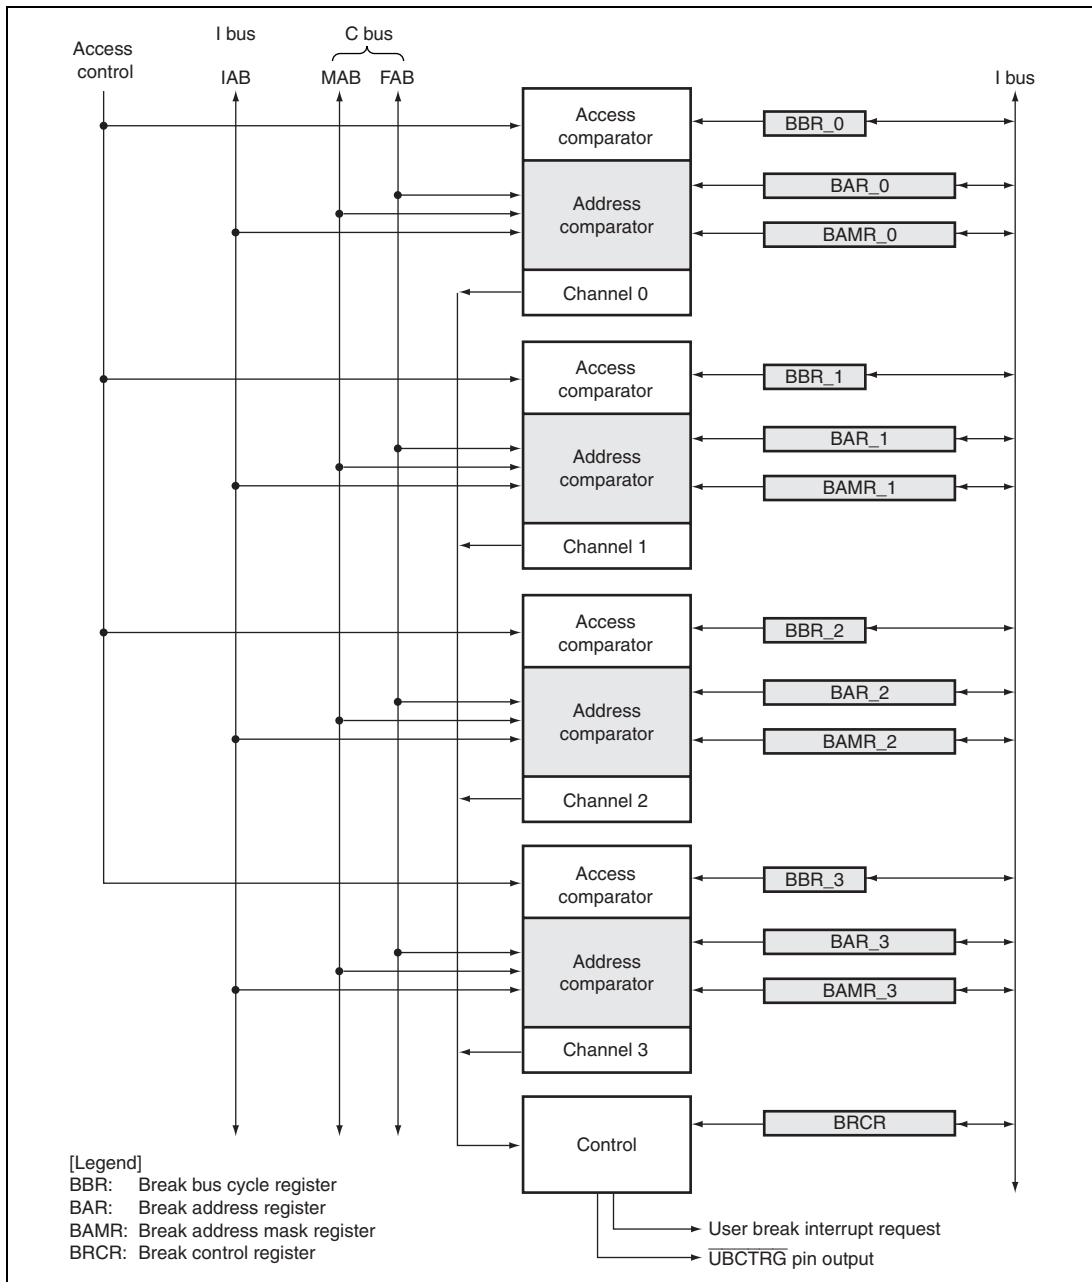 Access
control
I bus
C bus
IAB
MAB FAB
I bus
Access
comparator
Address
comparator
Channel 0
BBR_0
BAR_0
BAMR_0
Access
comparator
Address
comparator
Channel 1
BBR_1
BAR_1
BAMR_1
Access
comparator
Address
comparator
Channel 2
BBR_2
BAR_2
BAMR_2
Access
comparator
Address
comparator
Channel 3
BBR_3
BAR_3
BAMR_3
Control
BRCR
User break interrupt request
UBCTRG pin output
[Legend]
BBR: Break bus cycle register
BAR: Break address register
BAMR: Break address mask register
BRCR: Break control register